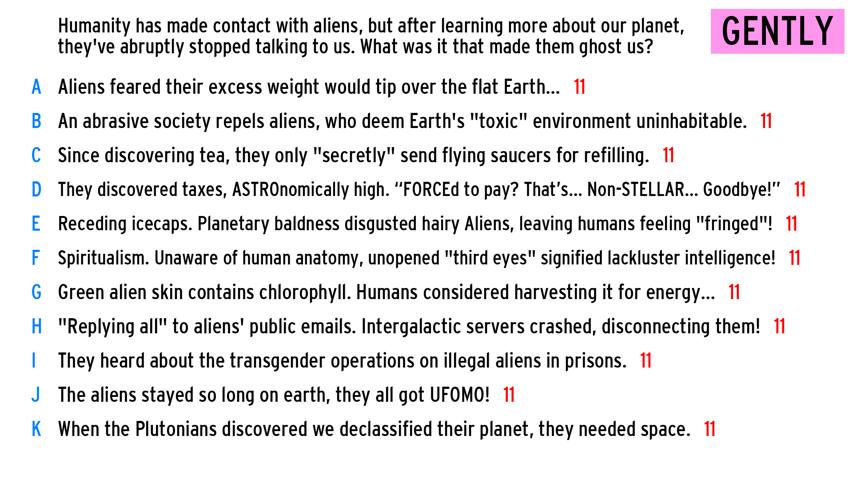 Humanity has made contact with aliens, but after learning more about our planet,
they've abruptly stopped talking to us. What was it that made them ghost us?
GENTLY
A Aliens feared their excess weight would tip over the flat Earth... 11
B An abrasive society repels aliens, who deem Earth's "toxic" environment uninhabitable. 11
C Since discovering tea, they only "secretly" send flying saucers for refilling. 11
D They discovered taxes, ASTROnomically high. “FORCEd to pay? That’s... Non-STELLAR... Goodbye!” 11
E Receding icecaps. Planetary baldness disgusted hairy Aliens, leaving humans feeling "fringed"! 11
F Spiritualism. Unaware of human anatomy, unopened "third eyes" signified lackluster intelligence! 11
G Green alien skin contains chlorophyll. Humans considered harvesting it for energy... 11
H "Replying all" to aliens' public emails. Intergalactic servers crashed, disconnecting them! 11
I They heard about the transgender operations on illegal aliens in prisons. 11
J The aliens stayed so long on earth, they all got UFOMO! 11
K When the Plutonians discovered we declassified their planet, they needed space. 11